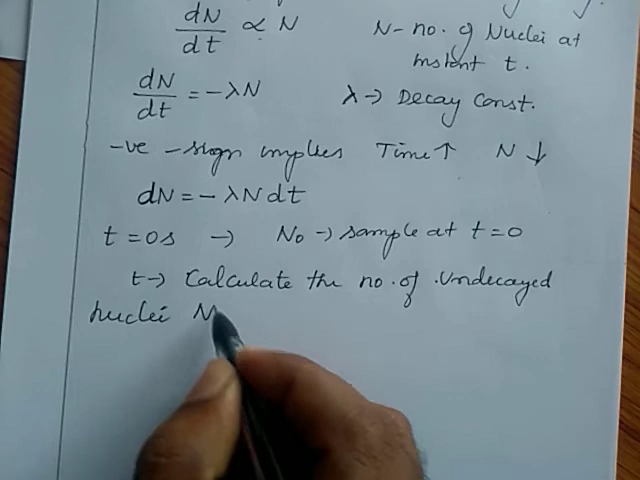 dN/dt ∝ N N - no. of Nuclei at
instant t.
dN/dt = -λN λ → Decay Const.
-ve -sign implies Time↑ N ↓
dN = - λ N dt
t = 0s → N₀ → sample at t = 0
t → Calculate the no. of undecayed
nuclei N